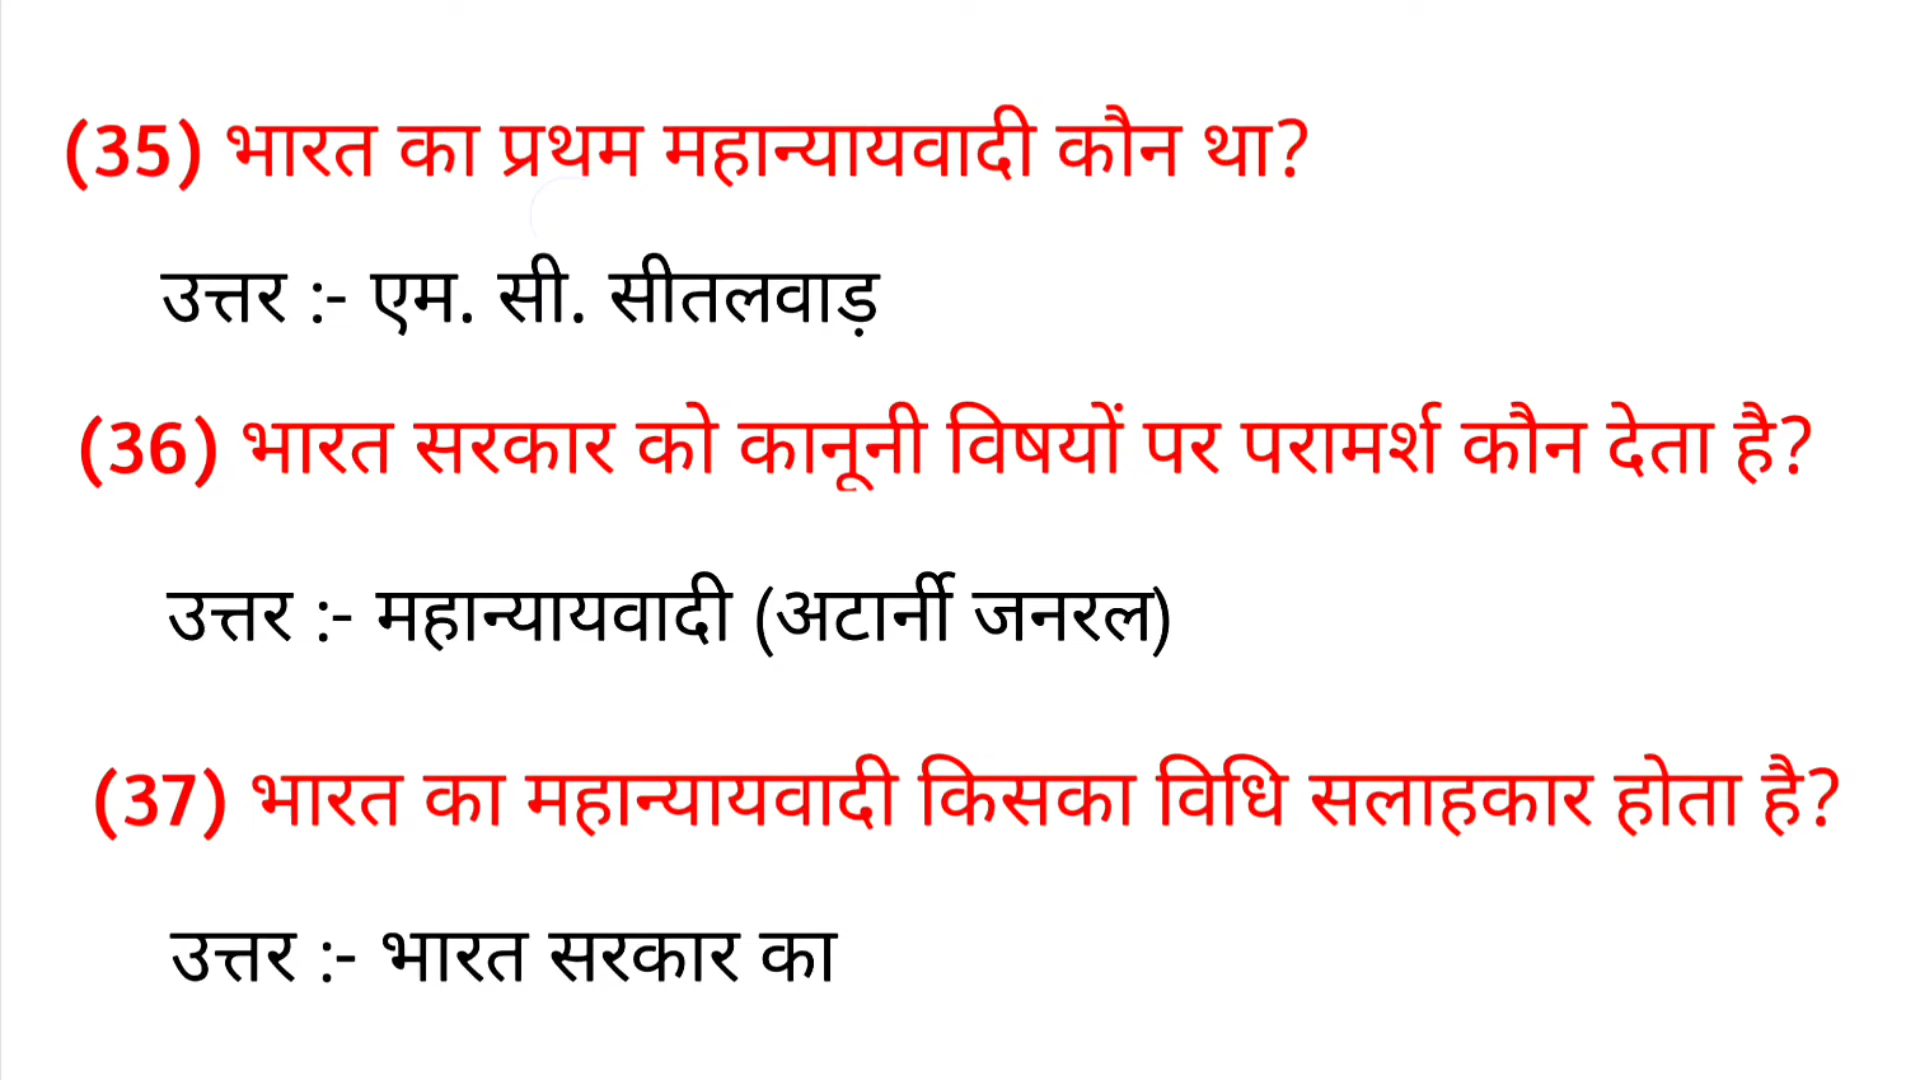 (35) भारत का प्रथम महान्यायवादी कौन था?
उत्तर :- एम. सी. सीतलवाड़
(36) भारत सरकार को कानूनी विषयों पर परामर्श कौन देता है?
उत्तर :- महान्यायवादी (अटार्नी जनरल)
(37) भारत का महान्यायवादी किसका विधि सलाहकार होता है?
उत्तर :- भारत सरकार का